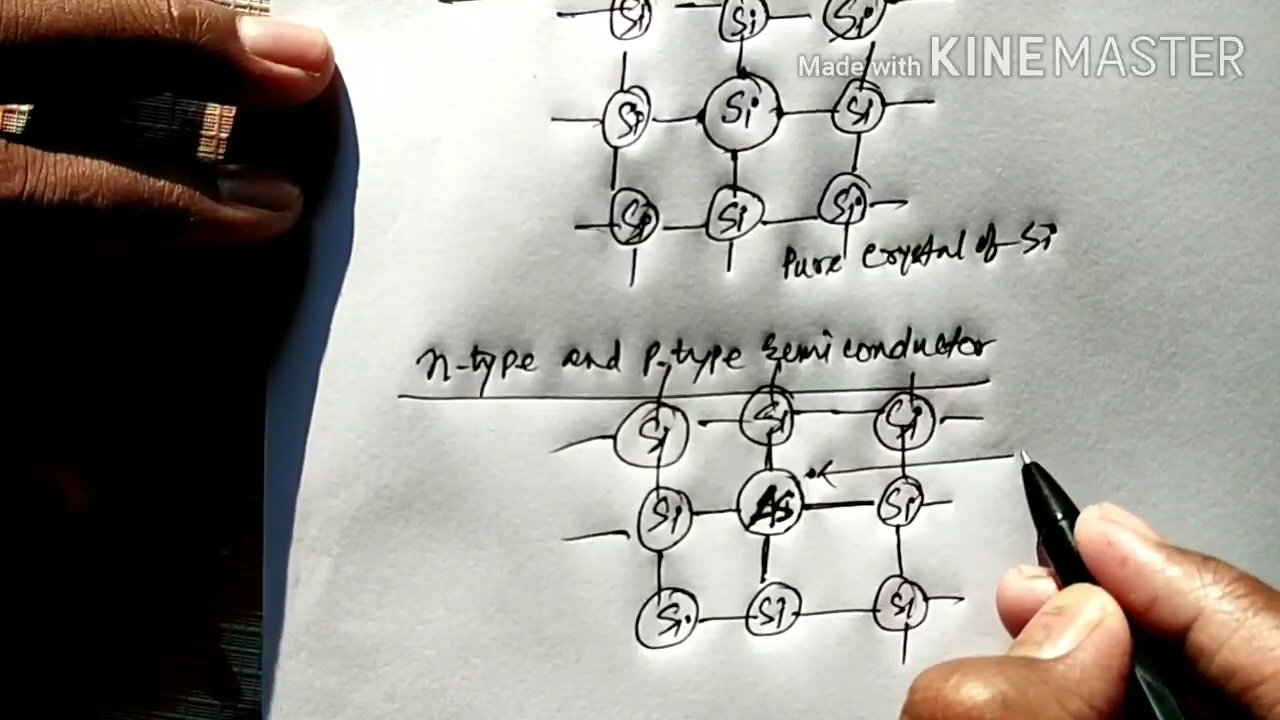 Si Si Si
Made with KINEMASTER
Si Si Si
Si Si Si
Pure crystal of Si
n-type and P-type Semiconductor
Si Si Si
Si As Si
Si Si Si